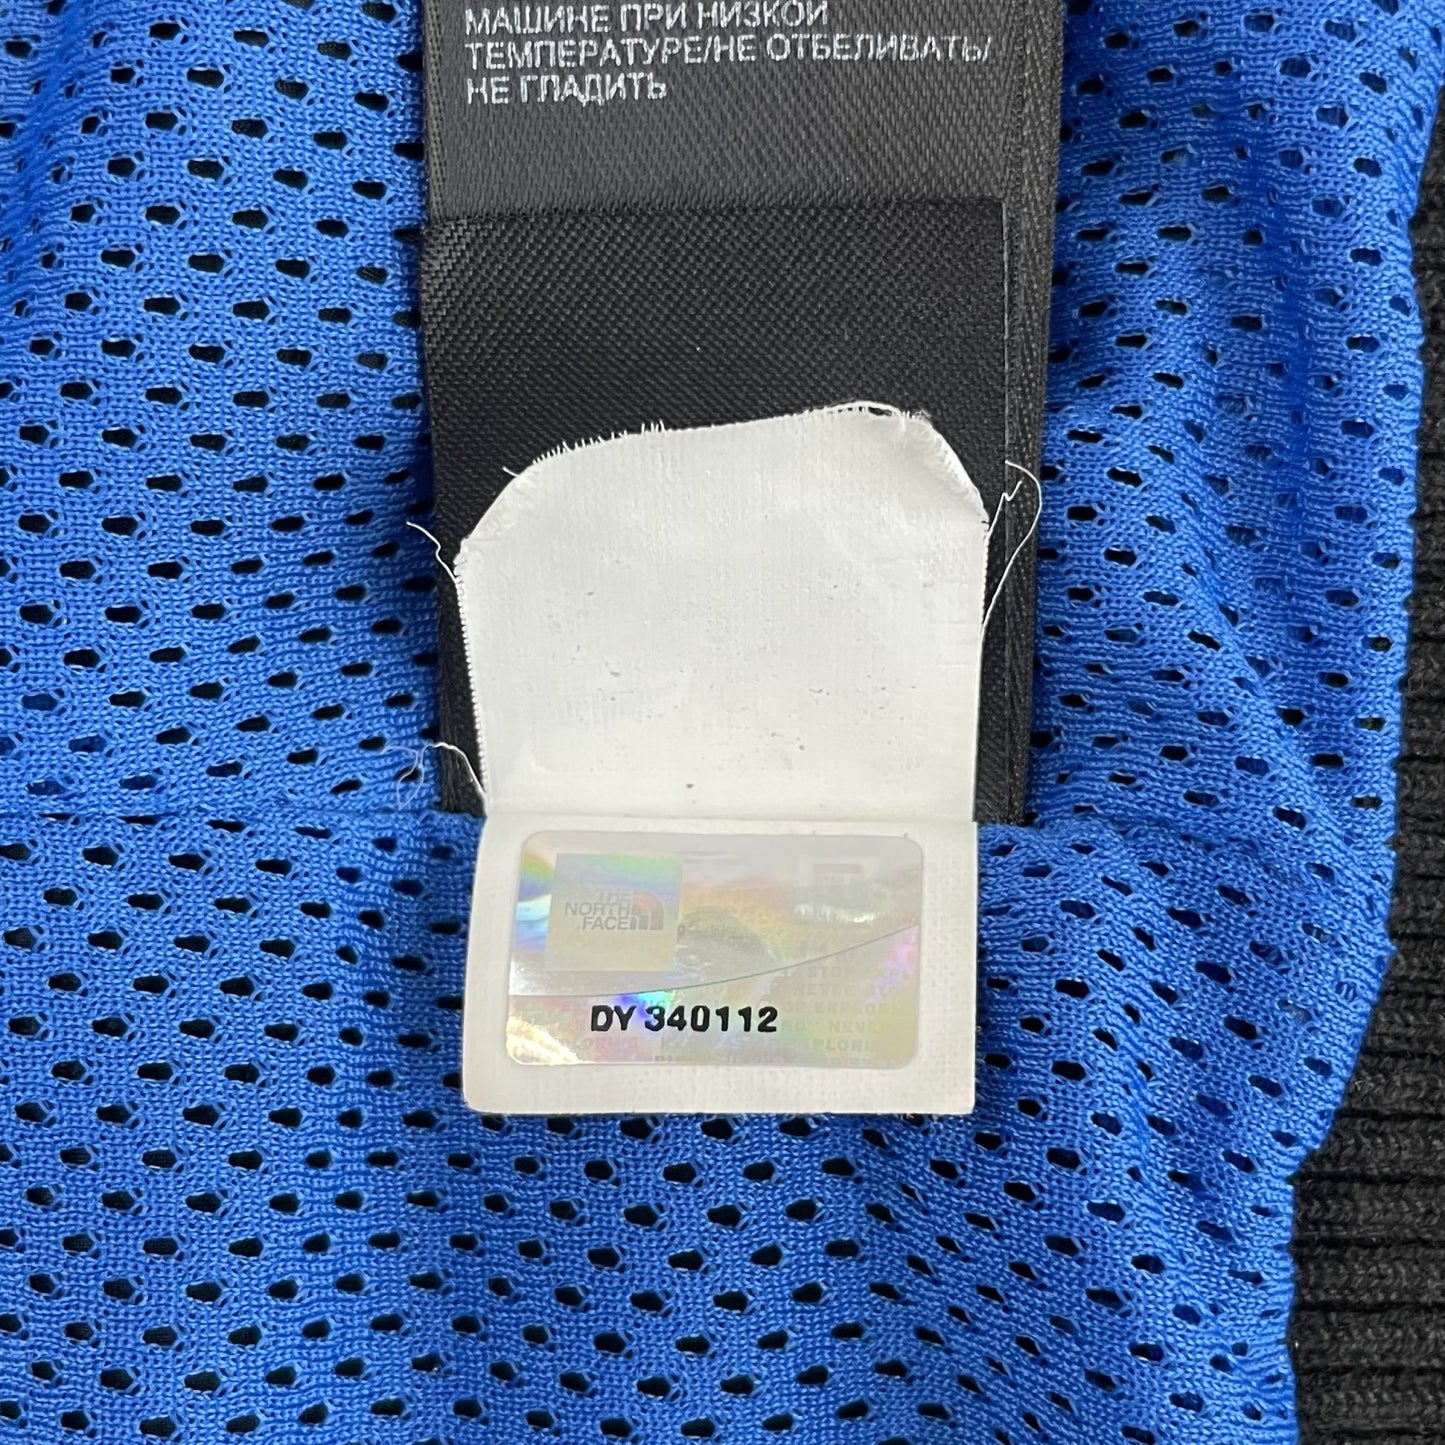 МАШИНЕ ПРИ НИЗКОЙ
ТЕМПЕРАТУРЕ/НЕ ОТБЕЛИВАТЬ/
НЕ ГЛАДИТЬ
THE
NORTH
FACE
DY 340112